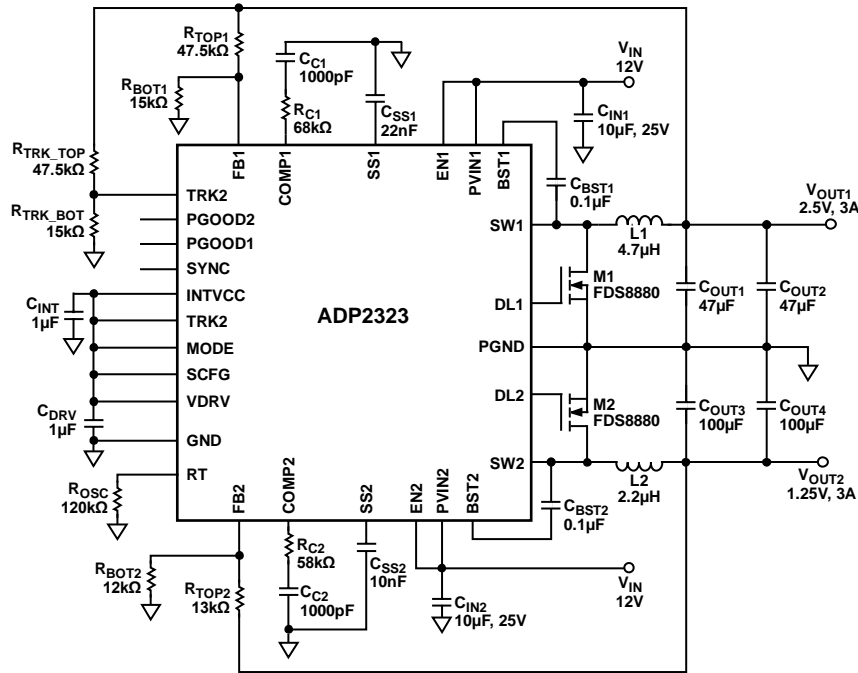 RTOP1
47.5kΩ
CC1
1000pF
VIN
12V
RBOT1
15kΩ
RC1
68kΩ
CSS1
22nF
CIN1
10µF, 25V
RTRK_TOP
47.5kΩ
FB1
COMP1
SS1
EN1
PVIN1
BST1
CBST1
0.1µF
VOUT1
2.5V, 3A
TRK2
RTRK_BOT
15kΩ
PGOOD2
SW1
L1
4.7µH
PGOOD1
SYNC
M1
FDS8880
COUT1
47µF
COUT2
47µF
CINT
1µF
INTVCC
DL1
TRK2
ADP2323
MODE
PGND
SCFG
DL2
M2
FDS8880
COUT3
100µF
COUT4
100µF
CDRV
1µF
VDRV
GND
SW2
L2
2.2µH
VOUT2
1.25V, 3A
RT
ROSC
120kΩ
FB2
COMP2
SS2
EN2
PVIN2
BST2
CBST2
0.1µF
RBOT2
12kΩ
RTOP2
13kΩ
RC2
58kΩ
CC2
1000pF
CSS2
10nF
VIN
12V
CIN2
10µF, 25V